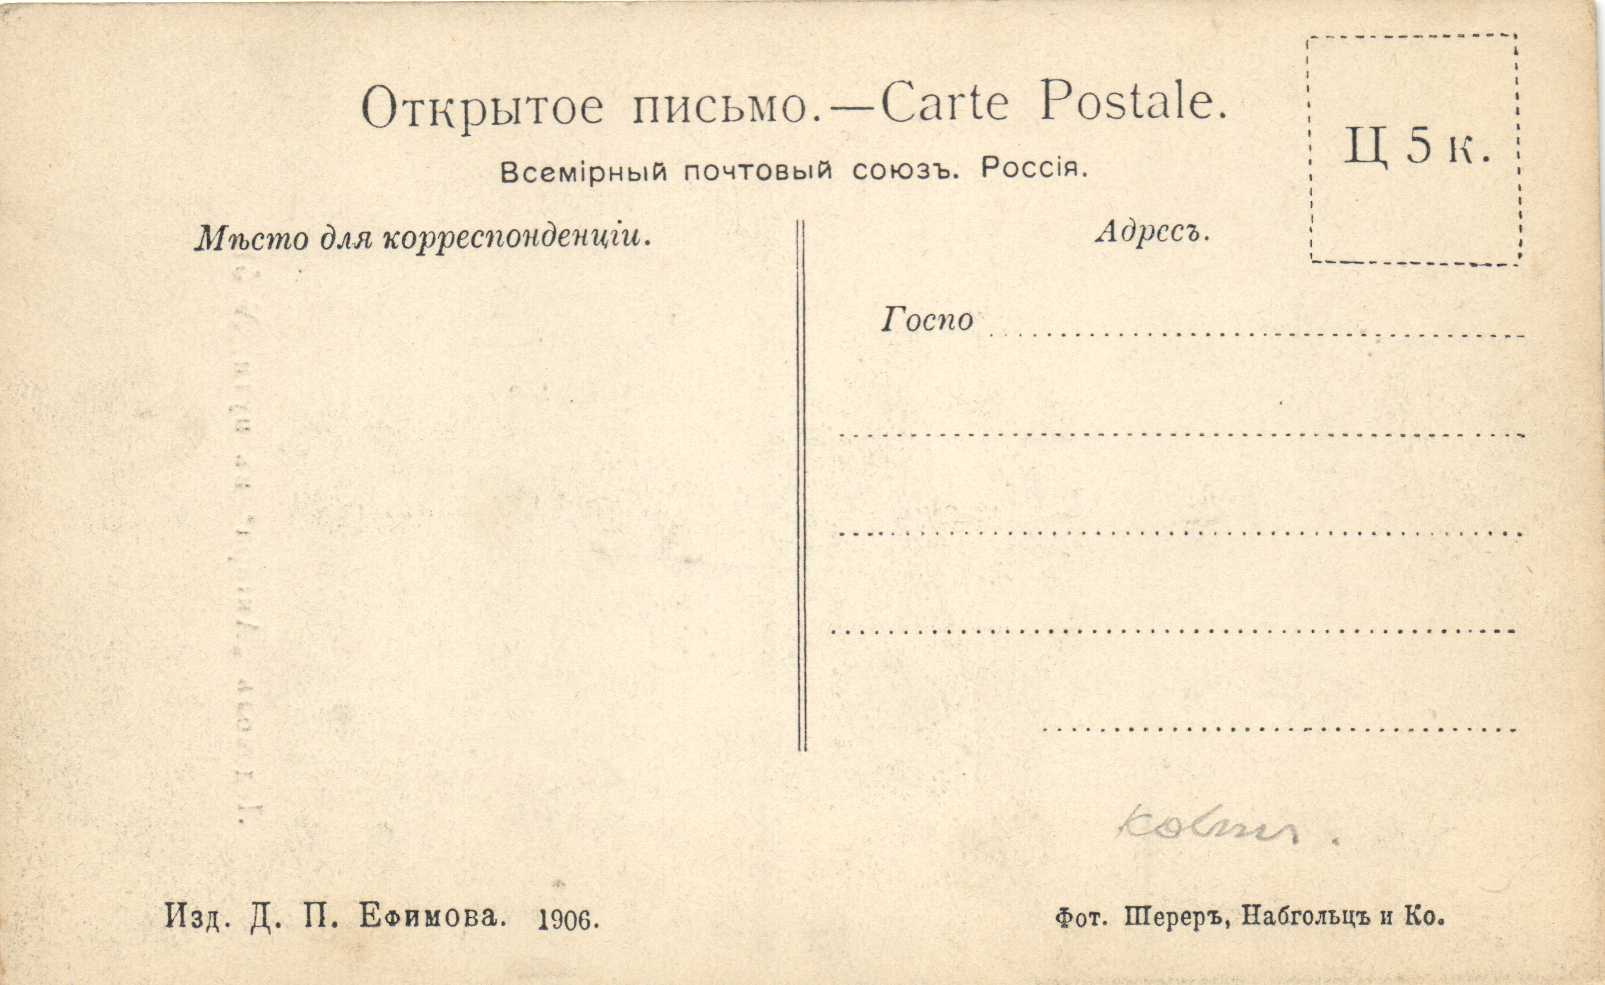 Открытое письмо.—Carte Postale.
Всемірный почтовый союзъ. Россія.
Ц 5 к.
Мѣсто для корреспонденціи.
Адресъ.
Госпо
Изд. Д. П. Ефимова. 1906.
Фот. Шереръ, Набгольцъ и Ко.